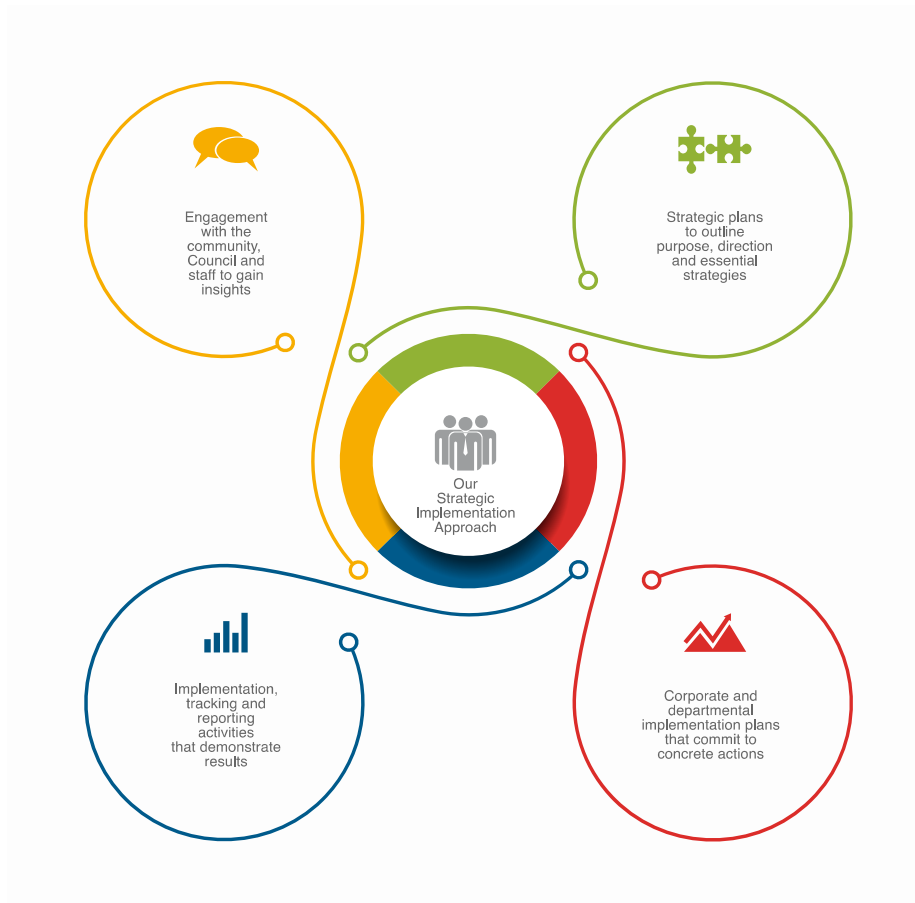 Engagement
with the
community,
Council and
staff to gain
insights
Strategic plans
to outline
purpose, direction
and essential
strategies
Our
Strategic
Implementation
Approach
Implementation,
tracking and
reporting
activities
that demonstrate
results
Corporate and
departmental
implementation plans
that commit to
concrete actions